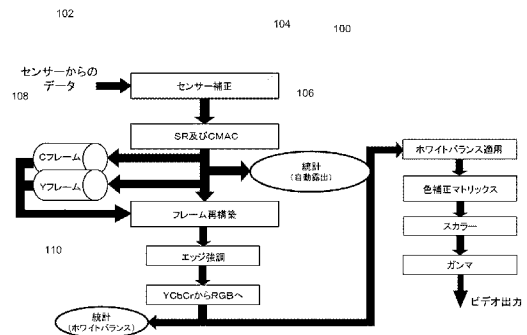 102
104
100
センサーからの
データ
センサー補正
108
106
SR及びCMAC
Cフレーム
Yフレーム
統計
(自動露出)
ホワイトバランス適用
色補正マトリックス
フレーム再構築
スカラー
110
エッジ強調
ガンマ
YCbCrからRGBへ
ビデオ出力
統計
(ホワイトバランス)